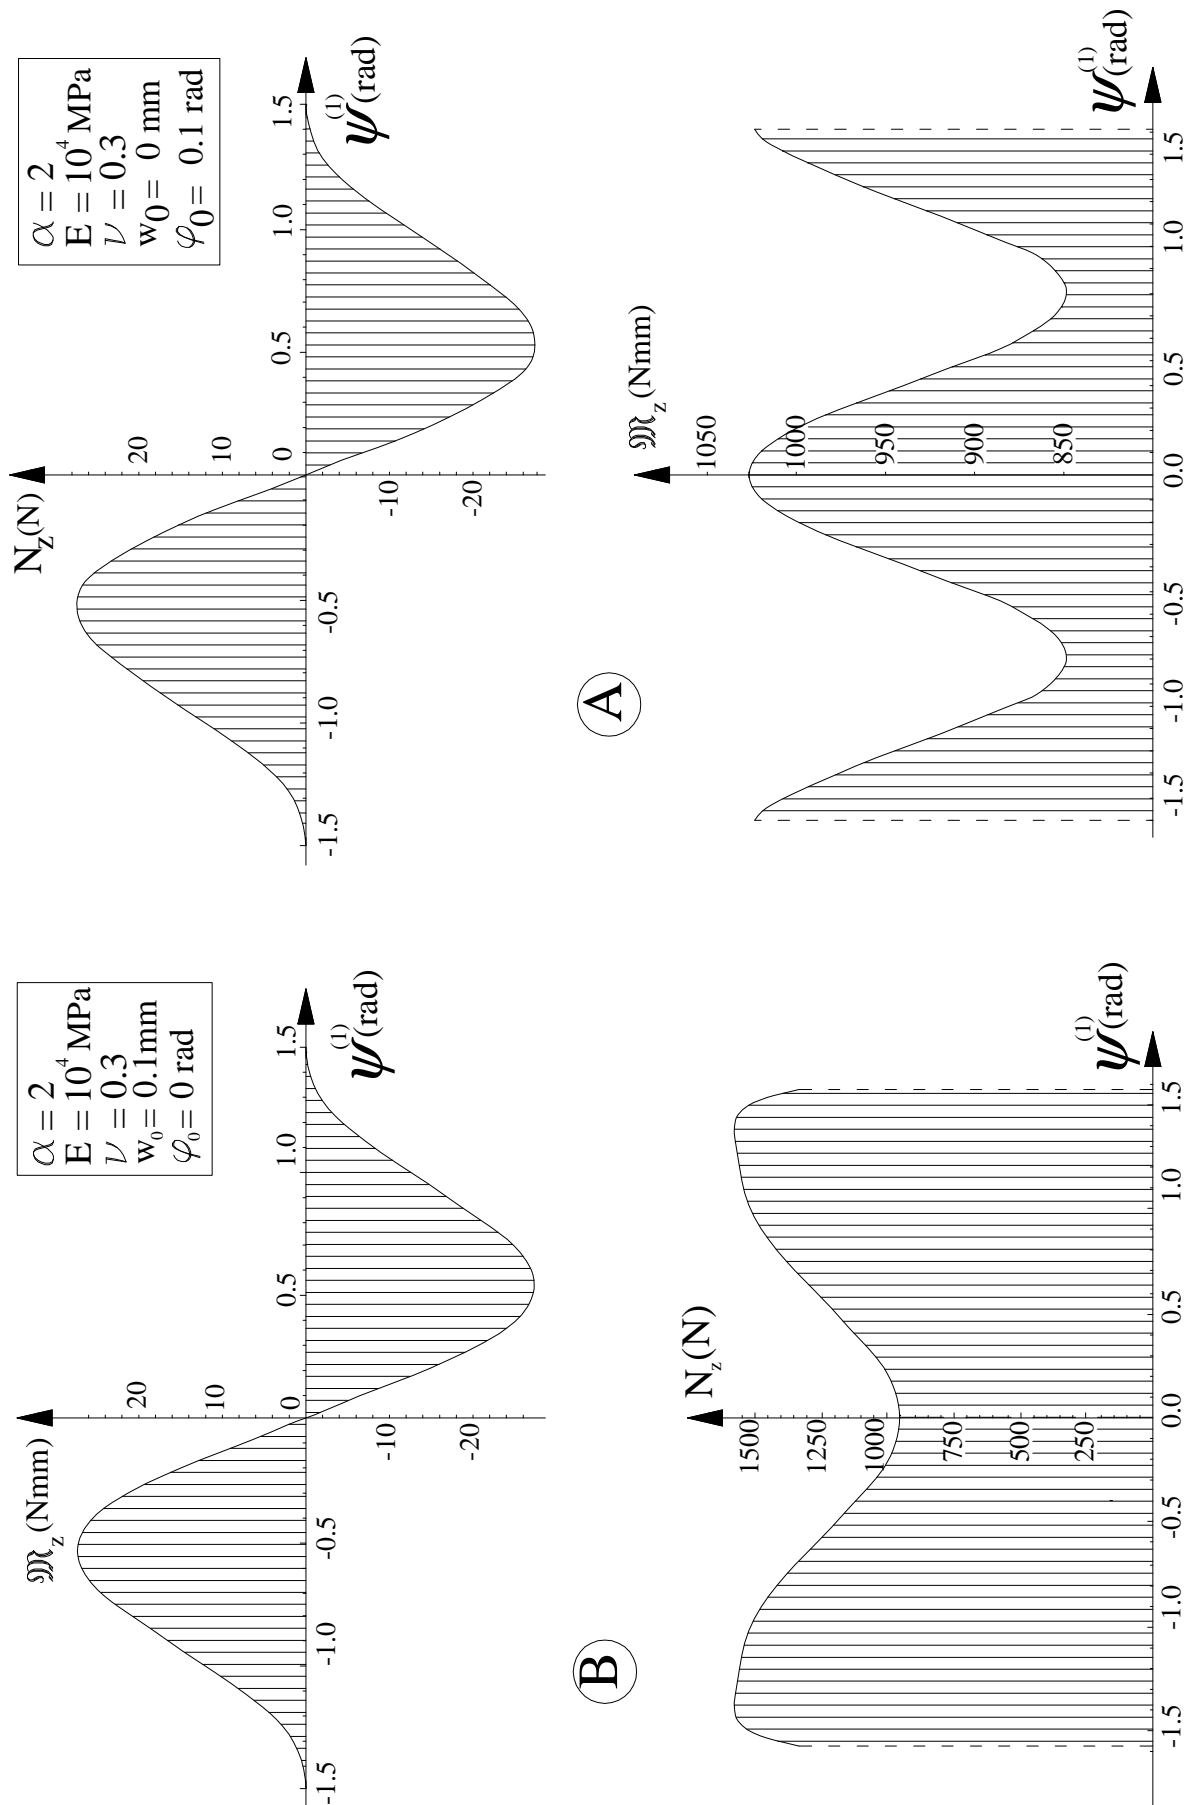 𝔐z (Nmm)
20
10
0
-10
-20
-1.5
-1.0
-0.5
0.5
1.0
1.5
ψ(1) (rad)
α = 2
E = 10⁴ MPa
ν = 0.3
w₀ = 0.1mm
φ₀ = 0 rad
Nz(N)
20
10
0
-10
-20
-1.5
-1.0
-0.5
0.5
1.0
1.5
ψ(1) (rad)
α = 2
E = 10⁴ MPa
ν = 0.3
w₀ = 0 mm
φ₀ = 0.1 rad
B
A
Nz(N)
1500
1250
1000
750
500
250
-1.5
-1.0
-0.5
0.0
0.5
1.0
1.5
ψ(1) (rad)
𝔐z (Nmm)
1050
1000
950
900
850
-1.5
-1.0
-0.5
0.0
0.5
1.0
1.5
ψ(1) (rad)